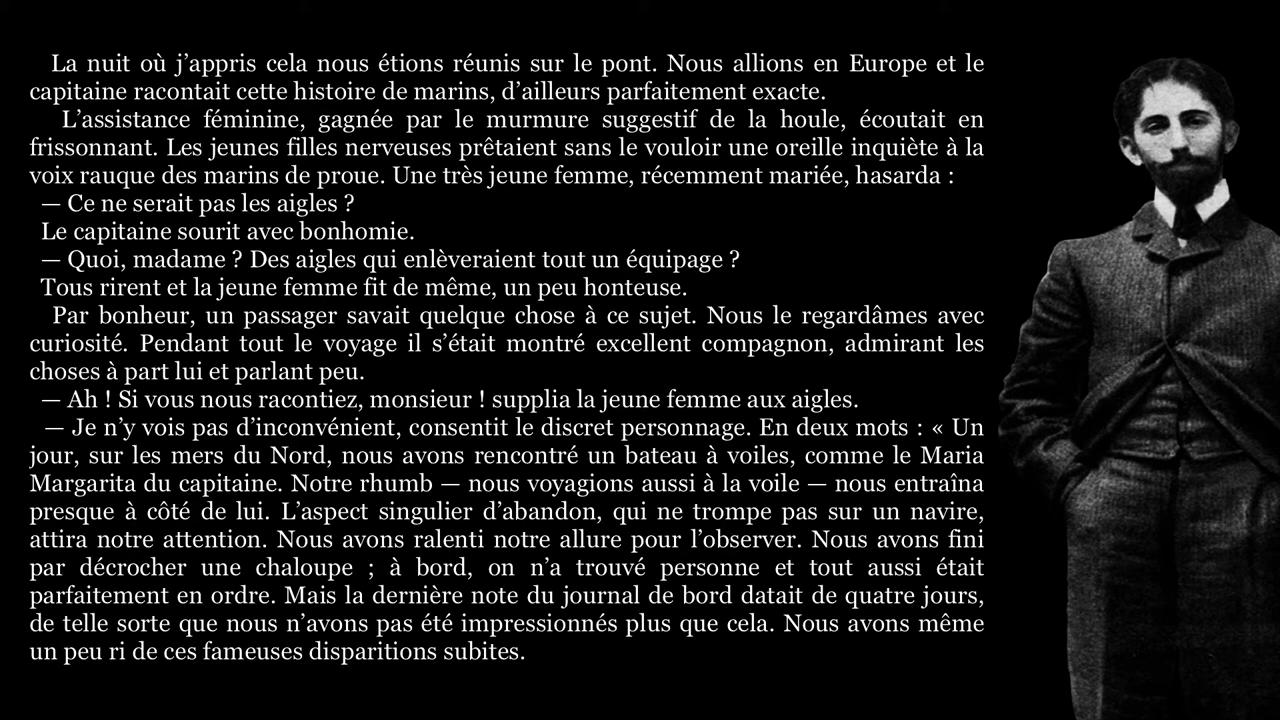 La nuit où j’appris cela nous étions réunis sur le pont. Nous allions en Europe et le
capitaine racontait cette histoire de marins, d’ailleurs parfaitement exacte.
L’assistance féminine, gagnée par le murmure suggestif de la houle, écoutait en
frissonnant. Les jeunes filles nerveuses prêtaient sans le vouloir une oreille inquiète à la
voix rauque des marins de proue. Une très jeune femme, récemment mariée, hasarda :
— Ce ne serait pas les aigles ?
Le capitaine sourit avec bonhomie.
— Quoi, madame ? Des aigles qui enlèveraient tout un équipage ?
Tous rirent et la jeune femme fit de même, un peu honteuse.
Par bonheur, un passager savait quelque chose à ce sujet. Nous le regardâmes avec
curiosité. Pendant tout le voyage il s’était montré excellent compagnon, admirant les
choses à part lui et parlant peu.
— Ah ! Si vous nous racontiez, monsieur ! supplia la jeune femme aux aigles.
— Je n’y vois pas d’inconvénient, consentit le discret personnage. En deux mots : « Un
jour, sur les mers du Nord, nous avons rencontré un bateau à voiles, comme le Maria
Margarita du capitaine. Notre rhumb — nous voyagions aussi à la voile — nous entraîna
presque à côté de lui. L’aspect singulier d’abandon, qui ne trompe pas sur un navire,
attira notre attention. Nous avons ralenti notre allure pour l’observer. Nous avons fini
par décrocher une chaloupe ; à bord, on n’a trouvé personne et tout aussi était
parfaitement en ordre. Mais la dernière note du journal de bord datait de quatre jours,
de telle sorte que nous n’avons pas été impressionnés plus que cela. Nous avons même
un peu ri de ces fameuses disparitions subites.